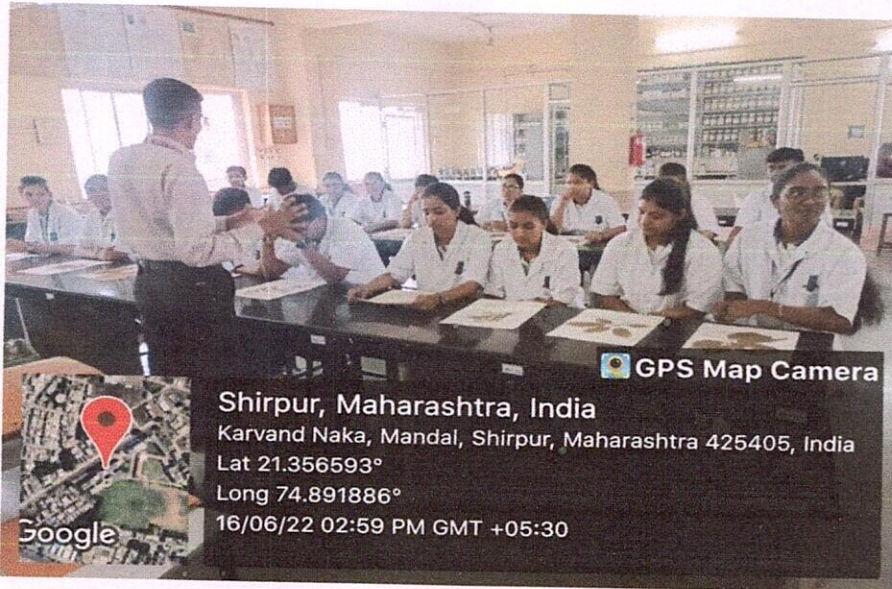 GPS Map Camera
Shirpur, Maharashtra, India
Karvand Naka, Mandal, Shirpur, Maharashtra 425405, India
Lat 21.356593°
Long 74.891886°
16/06/22 02:59 PM GMT +05:30
Google